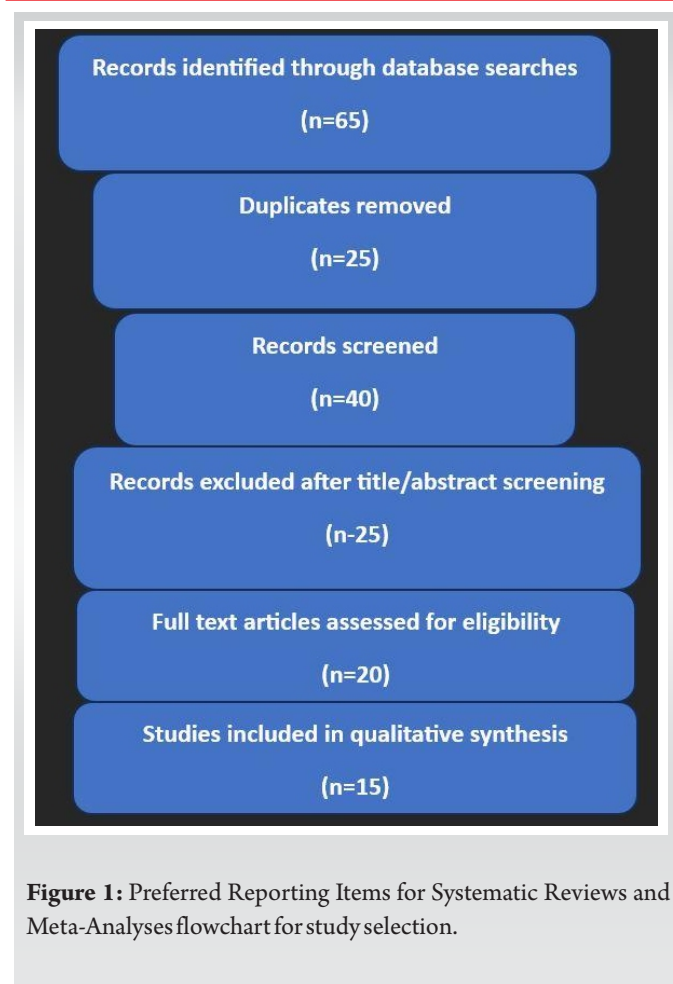 Records identified through database searches
(n=65)
Duplicates removed
(n=25)
Records screened
(n=40)
Records excluded after title/abstract screening
(n-25)
Full text articles assessed for eligibility
(n=20)
Studies included in qualitative synthesis
(n=15)
Figure 1: Preferred Reporting Items for Systematic Reviews and
Meta-Analyses flowchart for study selection.